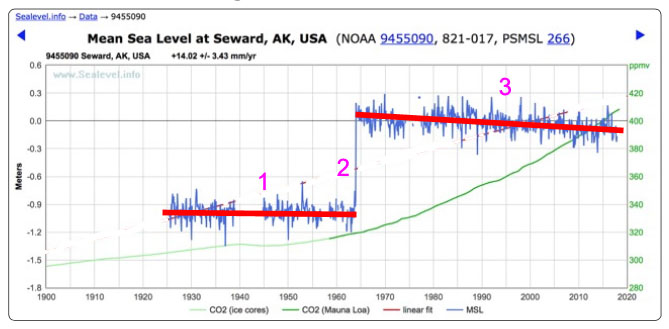 Sealevel.info → Data → 9455090
Mean Sea Level at Seward, AK, USA (NOAA 9455090, 821-017, PSMSL 266)
9455090 Seward, AK, USA +14.02 +/- 3.43 mm/yr
ppmv
www.Sealevel.info
0.6
0.3
0.0
-0.3
-0.6
-0.9
-1.2
-1.5
-1.8
Meters
1
2
3
420
400
380
360
340
320
300
280
1900 1910 1920 1930 1940 1950 1960 1970 1980 1990 2000 2010 2020
CO2 (ice cores) CO2 (Mauna Loa) linear fit MSL